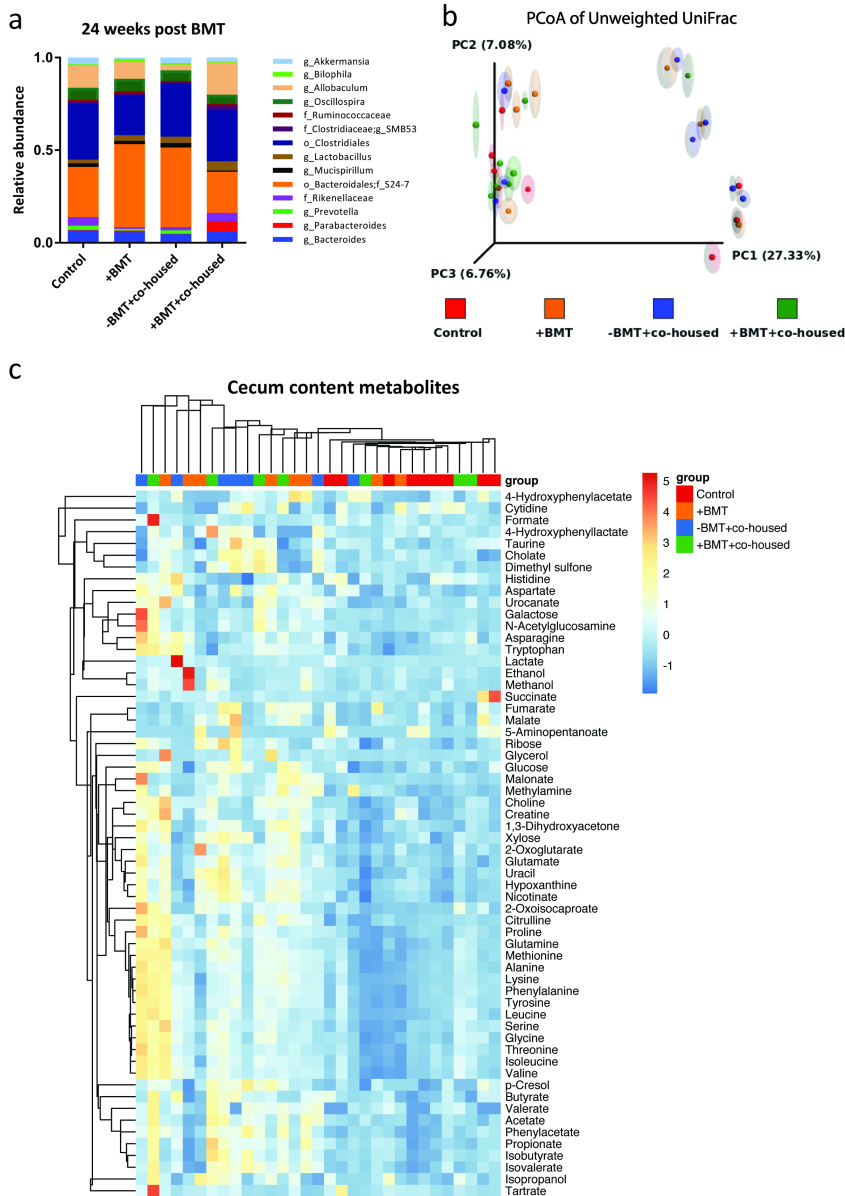 a
24 weeks post BMT
Relative abundance
1.0
0.5
0.0
Control
+BMT
-BMT+co-housed
+BMT+co-housed
g_Akkermansia
g_Bilophila
g_Allobaculum
g_Oscillospira
f_Ruminococcaceae
f_Clostridiaceae;g_SMB53
o_Clostridiales
g_Lactobacillus
g_Mucispirillum
o_Bacteroidales;f_S24-7
f_Rikenellaceae
g_Prevotella
g_Parabacteroides
g_Bacteroides
b
PCoA of Unweighted UniFrac
PC2 (7.08%)
PC1 (27.33%)
PC3 (6.76%)
Control
+BMT
-BMT+co-housed
+BMT+co-housed
c
Cecum content metabolites
group
4-Hydroxyphenylacetate
Cytidine
Formate
4-Hydroxyphenyllactate
Taurine
Cholate
Dimethyl sulfone
Histidine
Aspartate
Urocanate
Galactose
N-Acetylglucosamine
Asparagine
Tryptophan
Lactate
Ethanol
Methanol
Succinate
Fumarate
Malate
5-Aminopentanoate
Ribose
Glycerol
Glucose
Malonate
Methylamine
Choline
Creatine
1,3-Dihydroxyacetone
Xylose
2-Oxoglutarate
Glutamate
Uracil
Hypoxanthine
Nicotinate
2-Oxoisocaproate
Citrulline
Proline
Glutamine
Methionine
Alanine
Lysine
Phenylalanine
Tyrosine
Leucine
Serine
Glycine
Threonine
Isoleucine
Valine
p-Cresol
Butyrate
Valerate
Acetate
Phenylacetate
Propionate
Isobutyrate
Isovalerate
Isopropanol
Tartrate
5
4
3
2
1
0
-1
group
Control
+BMT
-BMT+co-housed
+BMT+co-housed